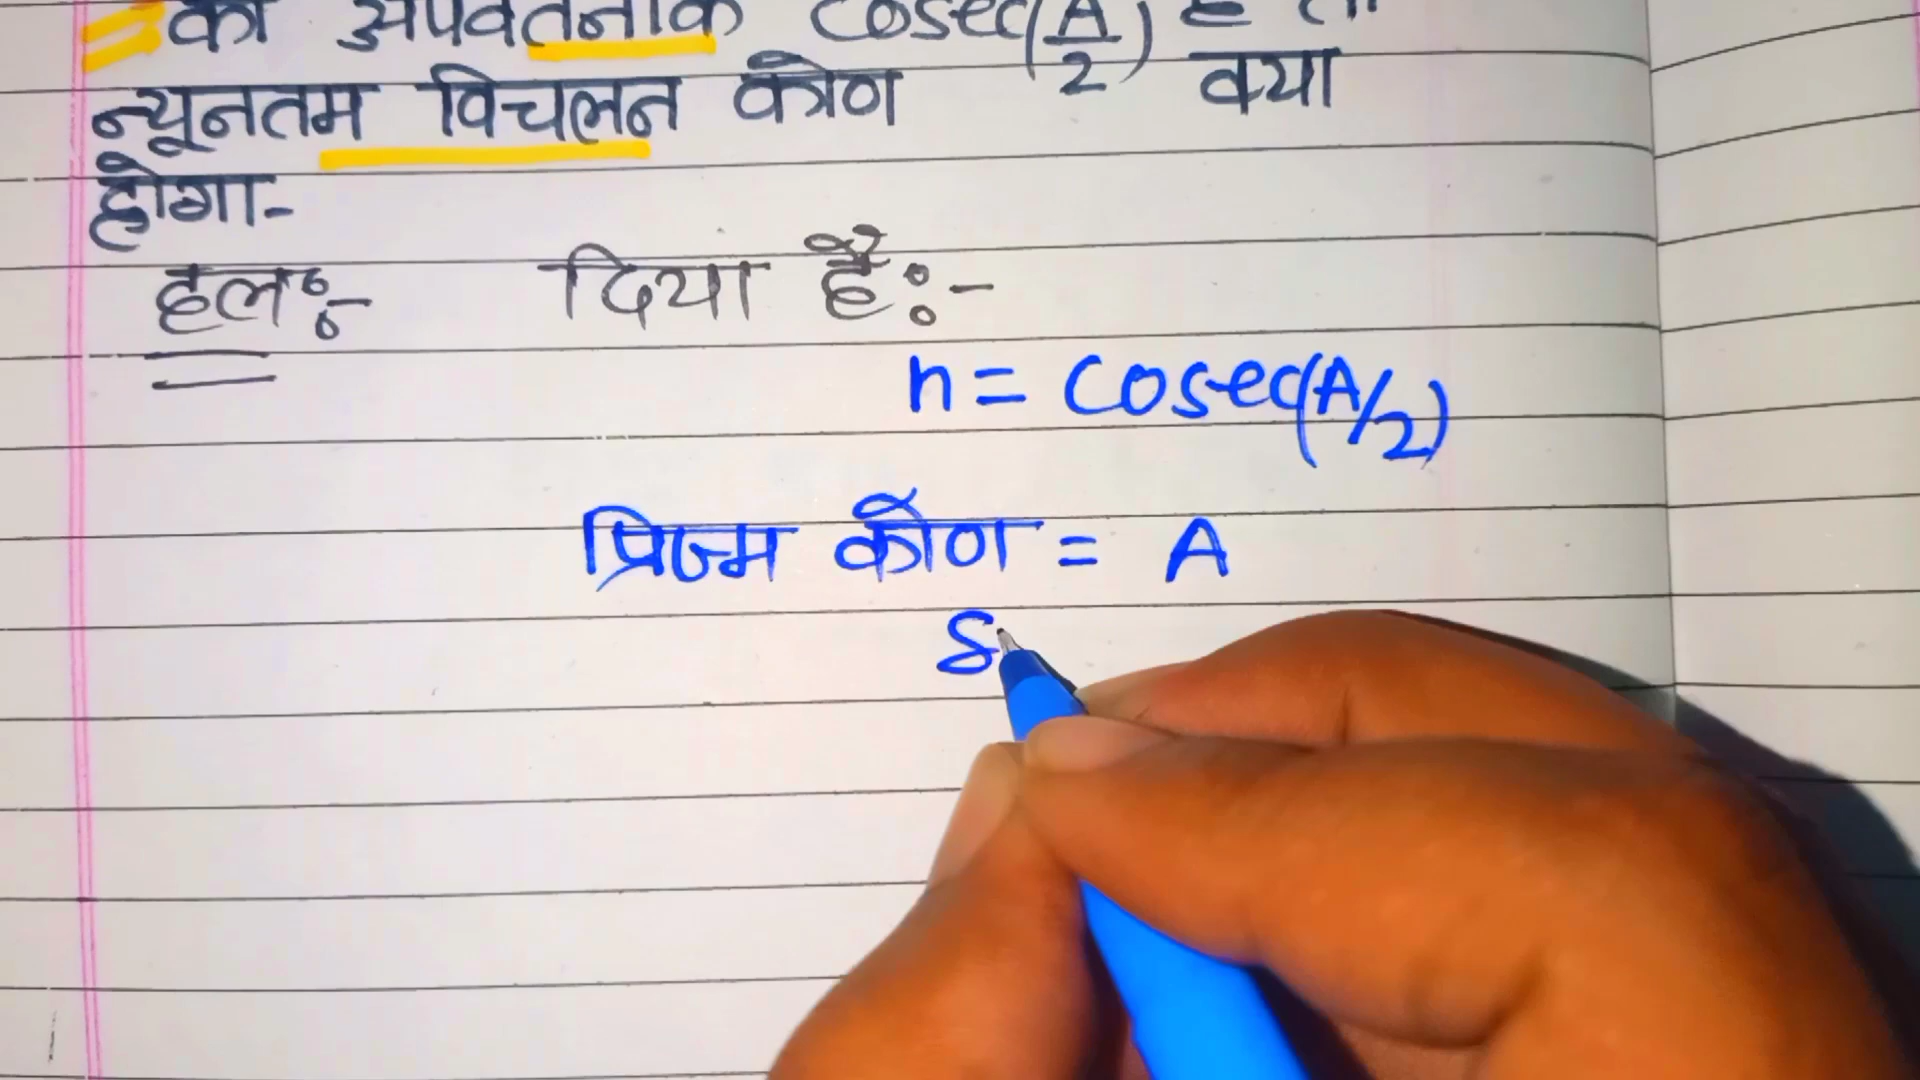 का अपवर्तनांक Cosec(A/2) है तो
न्यूनतम विचलन कोण क्या
होगा-
हल:- दिया है:-
n = Cosec(A/2)
प्रिज्म कोण = A
δ